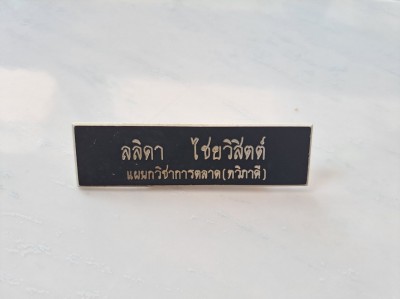 ลลิดา ไชยวิสีตต์
แผนกวิชาการตลาด(ทวิภาคี)